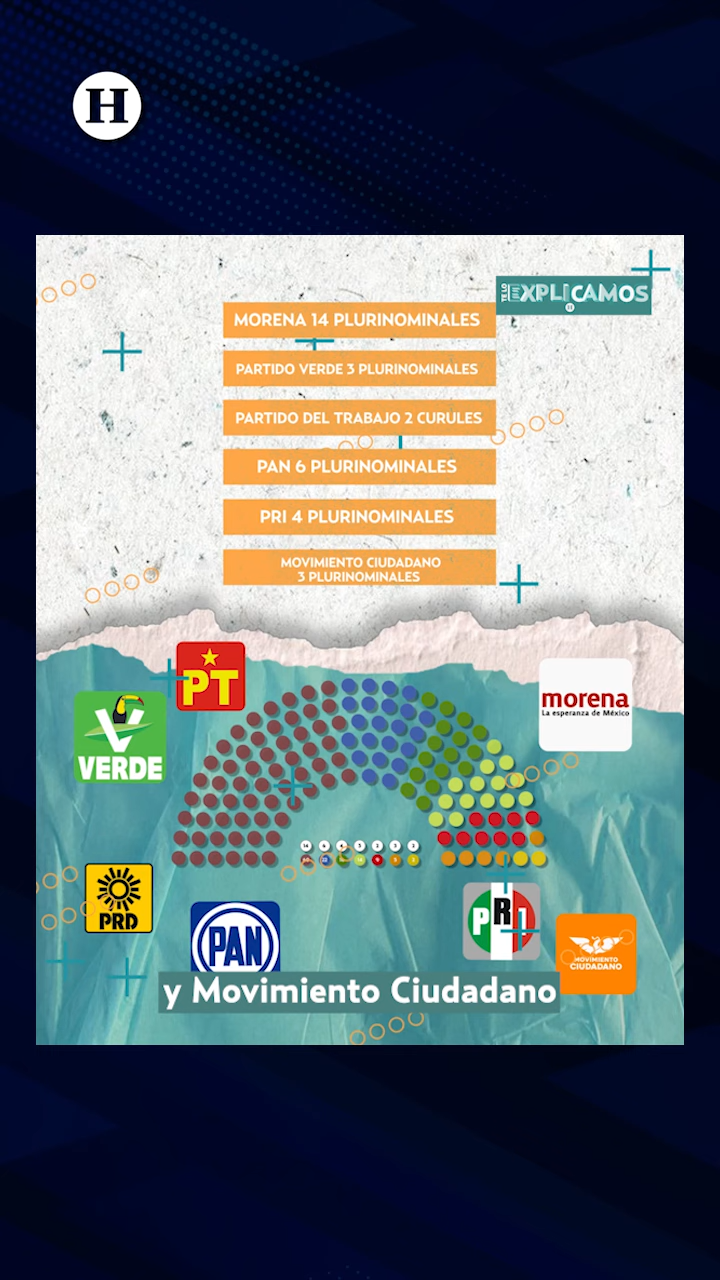 H
TE LO
EXPLICAMOS
H
MORENA 14 PLURINOMINALES
PARTIDO VERDE 3 PLURINOMINALES
PARTIDO DEL TRABAJO 2 CURULES
PAN 6 PLURINOMINALES
PRI 4 PLURINOMINALES
MOVIMIENTO CIUDADANO
3 PLURINOMINALES
PT
morena
La esperanza de México
VERDE
PRD
PAN
PRI
MOVIMIENTO
CIUDADANO
y Movimiento Ciudadano